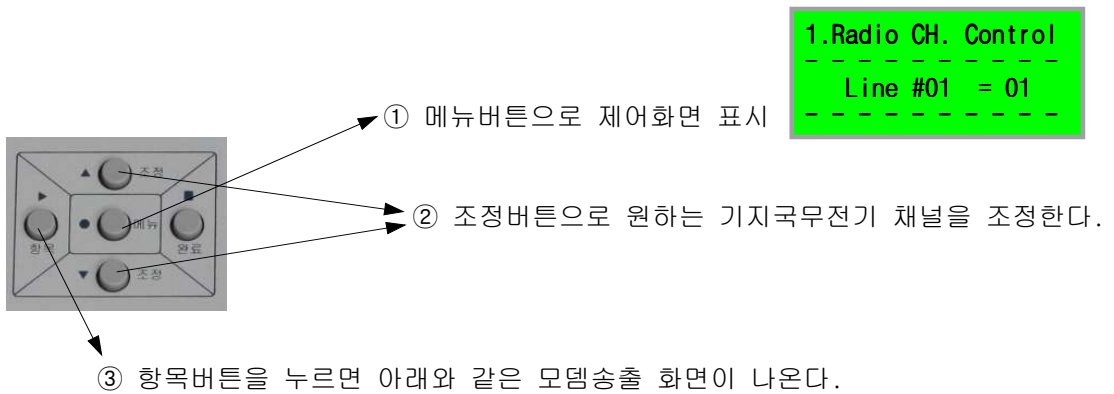 1.Radio CH. Control
- - - - - - - - - -
Line #01 = 01
- - - - - - - - - -
① 메뉴버튼으로 제어화면 표시
▲ 조정
▶ ■
● 메뉴
항목 완료
▼ 조정
② 조정버튼으로 원하는 기지국무전기 채널을 조정한다.
③ 항목버튼을 누르면 아래와 같은 모뎀송출 화면이 나온다.